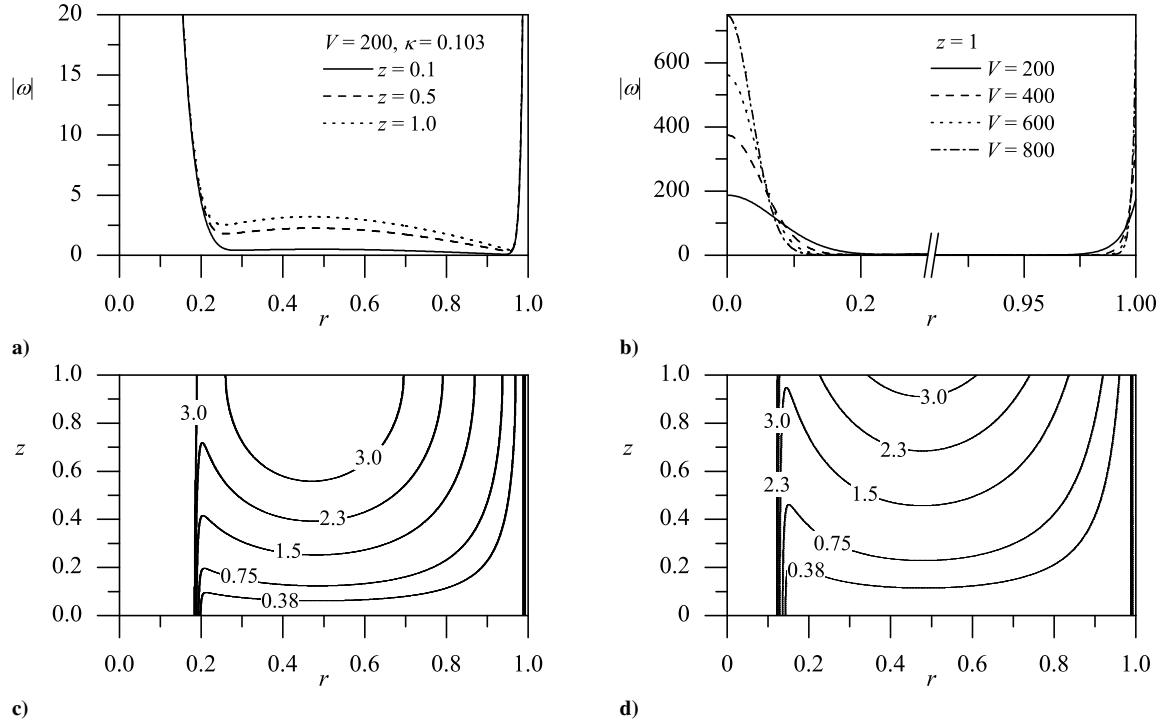 20
15
10
5
0
|ω|
V = 200, κ = 0.103
z = 0.1
z = 0.5
z = 1.0
0.0 0.2 0.4 0.6 0.8 1.0
r
a)
600
400
200
0
|ω|
z = 1
V = 200
V = 400
V = 600
V = 800
0.0 0.2 0.95 1.00
r
b)
1.0
0.8
0.6
0.4
0.2
0.0
z
3.0
3.0
2.3
1.5
0.75
0.38
0.0 0.2 0.4 0.6 0.8 1.0
r
c)
1.0
0.8
0.6
0.4
0.2
0
z
3.0
3.0
2.3
2.3
1.5
0.75
0.38
0 0.2 0.4 0.6 0.8 1.0
r
d)